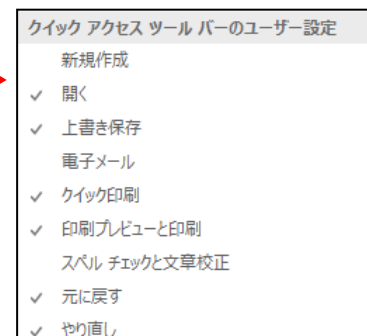 クイック アクセス ツール バーのユーザー設定
新規作成
開く
上書き保存
電子メール
クイック印刷
印刷プレビューと印刷
スペル チェックと文章校正
元に戻す
やり直し